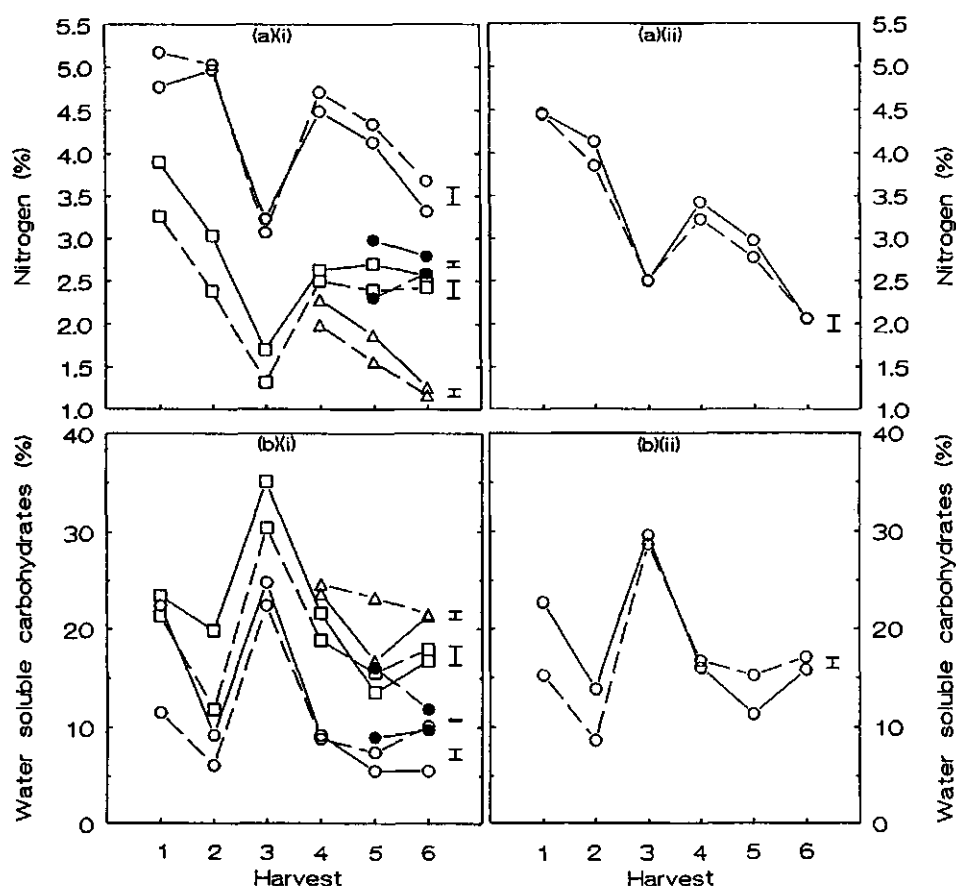 (a)(i)
(a)(ii)
5.5
5.0
4.5
4.0
3.5
3.0
2.5
2.0
1.5
1.0
Nitrogen (%)
5.5
5.0
4.5
4.0
3.5
3.0
2.5
2.0
1.5
1.0
Nitrogen (%)
(b)(i)
(b)(ii)
40
30
20
10
0
Water soluble carbohydrates (%)
40
30
20
10
0
Water soluble carbohydrates (%)
1 2 3 4 5 6
Harvest
1 2 3 4 5 6
Harvest